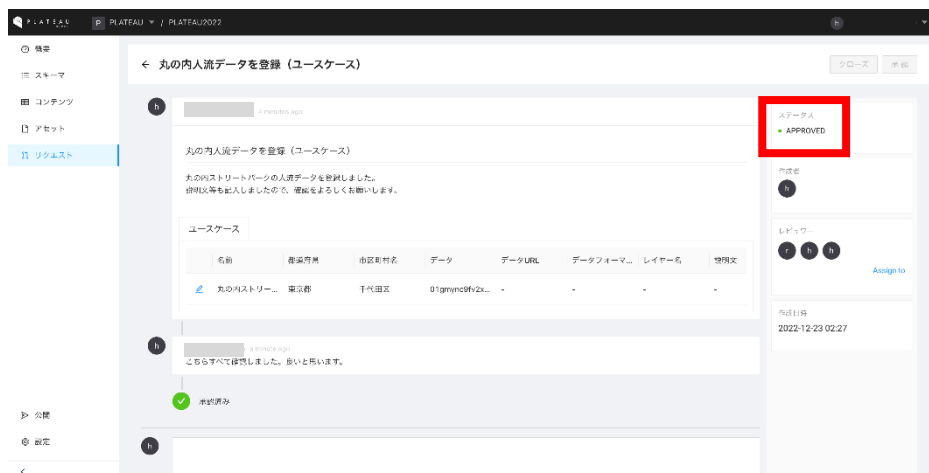 PLATEAU
P PLATEAU / PLATEAU2022
h
概要
スキーマ
コンテンツ
アセット
リクエスト
公開
設定
← 丸の内人流データを登録（ユースケース）
クローズ
承認
h
4 minutes ago
丸の内人流データを登録（ユースケース）
丸の内ストリートパークの人流データを登録しました。
説明文等も記入しましたので、確認をよろしくお願いします。
ユースケース
名前 都道府県 市区町村名 データ データURL データフォーマ... レイヤー名 説明文
丸の内ストリー... 東京都 千代田区 01gmync9fv2x... - - - -
h
a minute ago
こちらすべて確認しました。良いと思います。
承認済み
h
ステータス
APPROVED
作成者
h
レビュワー
r h h
Assign to
作成日時
2022-12-23 02:27